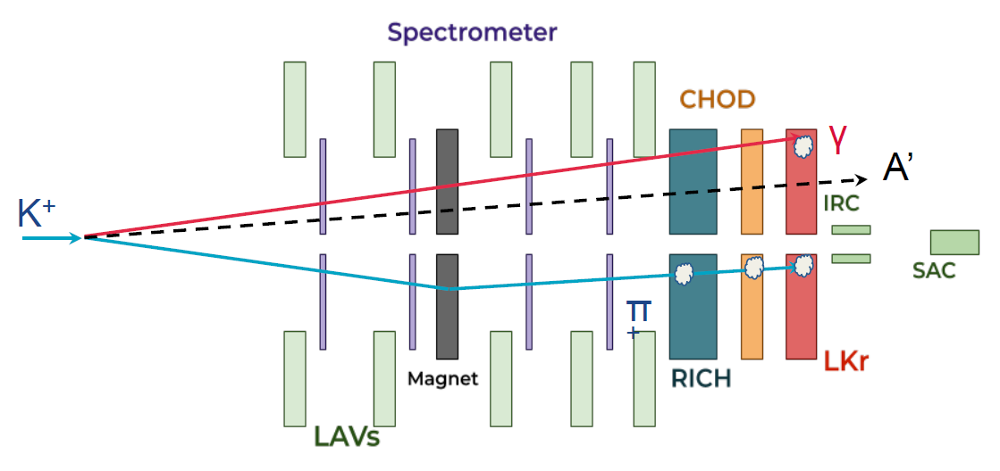 Spectrometer
CHOD
γ
A’
K⁺
IRC
SAC
π
+
LKr
Magnet
RICH
LAVs